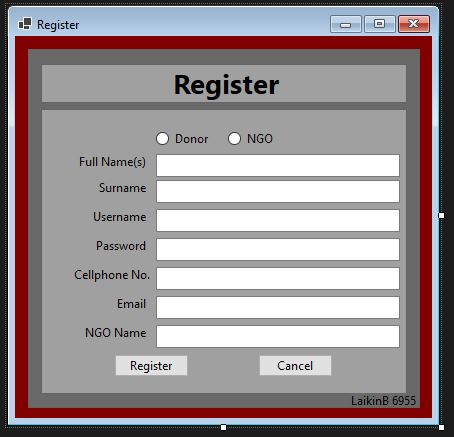 Register
Register
Donor NGO
Full Name(s)
Surname
Username
Password
Cellphone No.
Email
NGO Name
Register Cancel
LaikinB 6955